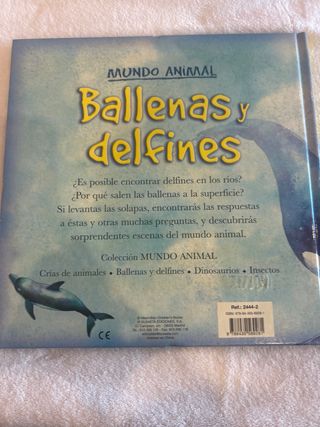 MUNDO ANIMAL
Ballenas y
delfines
¿Es posible encontrar delfines en los ríos?
¿Por qué salen las ballenas a la superficie?
Si levantas las solapas, encontrarás las respuestas
a éstas y otras muchas preguntas, y descubrirás
sorprendentes escenas del mundo animal.
Colección MUNDO ANIMAL
Crías de animales • Ballenas y delfines • Dinosaurios • Insectos
Ref.: 2444-2
CE